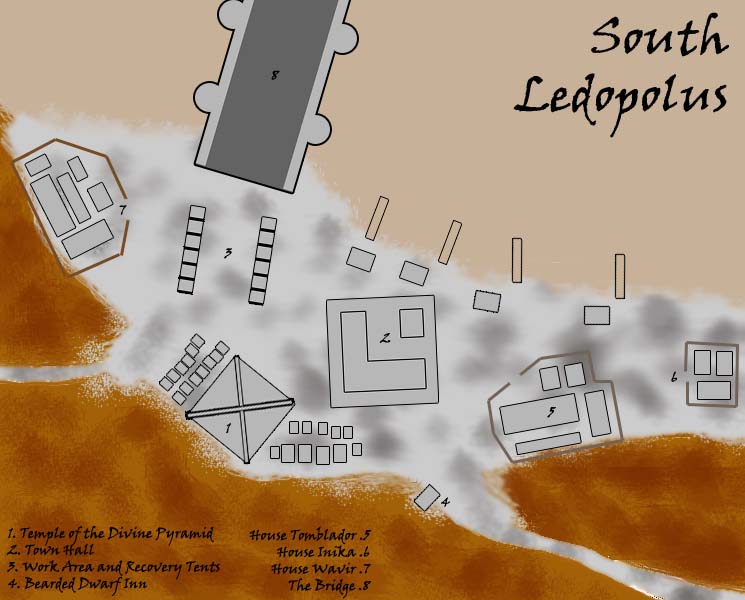 South
Ledopolus
8
7
3
2
6
5
1
4
1. Temple of the Divine Pyramid
2. Town Hall
3. Work Area and Recovery Tents
4. Bearded Dwarf Inn
House Tomblador .5
House Inika .6
House Wavir .7
The Bridge .8